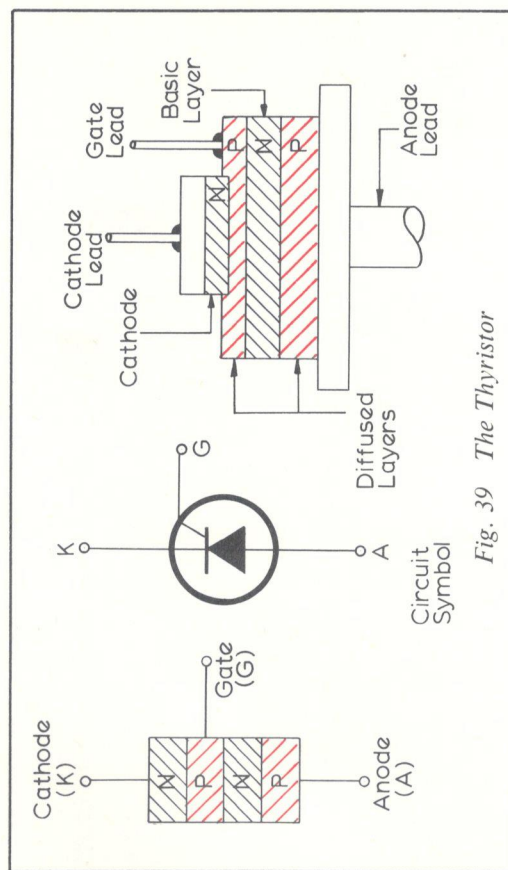 Cathode
(K)
N
P
N
P
Gate
(G)
Anode
(A)
K
G
A
Circuit
Symbol
Cathode
Lead
Gate
Lead
Cathode
Basic
Layer
N
P
N
P
Diffused
Layers
Anode
Lead
Fig. 39 The Thyristor